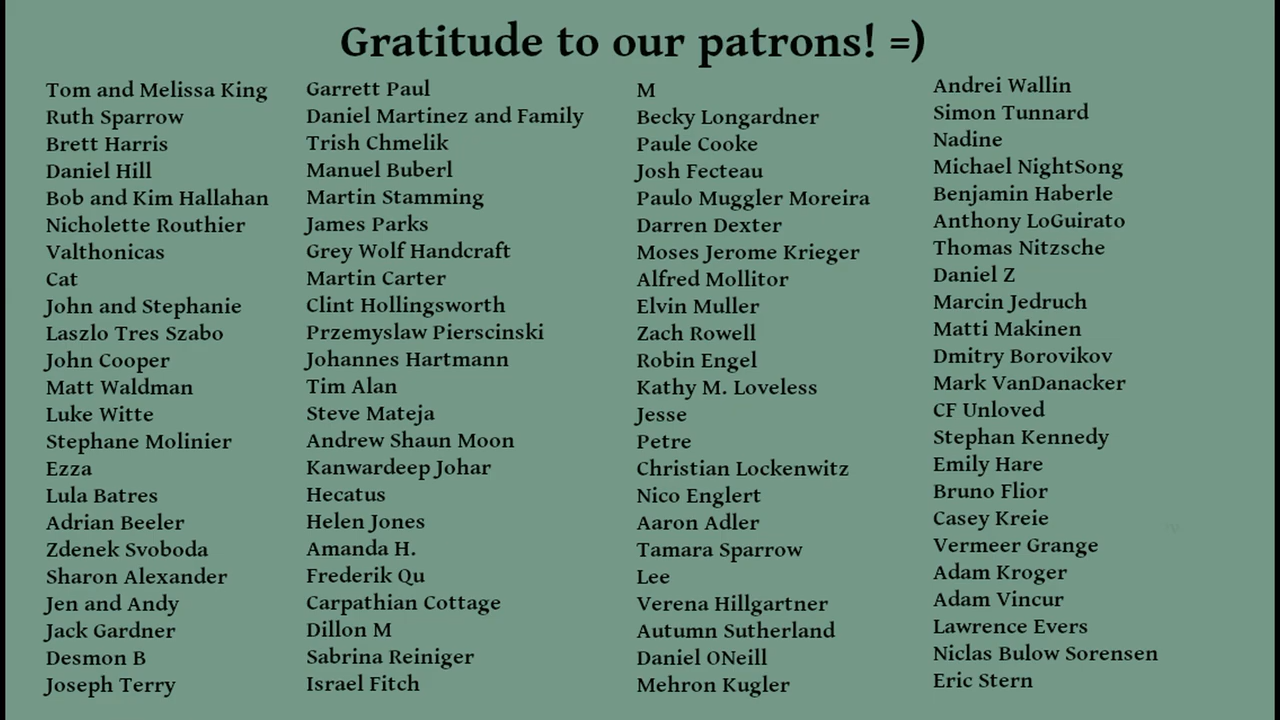 Gratitude to our patrons! =)
Tom and Melissa King
Ruth Sparrow
Brett Harris
Daniel Hill
Bob and Kim Hallahan
Nicholette Routhier
Valthonicas
Cat
John and Stephanie
Laszlo Tres Szabo
John Cooper
Matt Waldman
Luke Witte
Stephane Molinier
Ezza
Lula Batres
Adrian Beeler
Zdenek Svoboda
Sharon Alexander
Jen and Andy
Jack Gardner
Desmon B
Joseph Terry
Garrett Paul
Daniel Martinez and Family
Trish Chmelik
Manuel Buberl
Martin Stamming
James Parks
Grey Wolf Handcraft
Martin Carter
Clint Hollingsworth
Przemyslaw Pierscinski
Johannes Hartmann
Tim Alan
Steve Mateja
Andrew Shaun Moon
Kanwardeep Johar
Hecatus
Helen Jones
Amanda H.
Frederik Qu
Carpathian Cottage
Dillon M
Sabrina Reiniger
Israel Fitch
M
Becky Longardner
Paule Cooke
Josh Fecteau
Paulo Muggler Moreira
Darren Dexter
Moses Jerome Krieger
Alfred Mollitor
Elvin Muller
Zach Rowell
Robin Engel
Kathy M. Loveless
Jesse
Petre
Christian Lockenwitz
Nico Englert
Aaron Adler
Tamara Sparrow
Lee
Verena Hillgartner
Autumn Sutherland
Daniel ONeill
Mehron Kugler
Andrei Wallin
Simon Tunnard
Nadine
Michael NightSong
Benjamin Haberle
Anthony LoGuirato
Thomas Nitzsche
Daniel Z
Marcin Jedruch
Matti Makinen
Dmitry Borovikov
Mark VanDanacker
CF Unloved
Stephan Kennedy
Emily Hare
Bruno Flior
Casey Kreie
Vermeer Grange
Adam Kroger
Adam Vincur
Lawrence Evers
Niclas Bulow Sorensen
Eric Stern